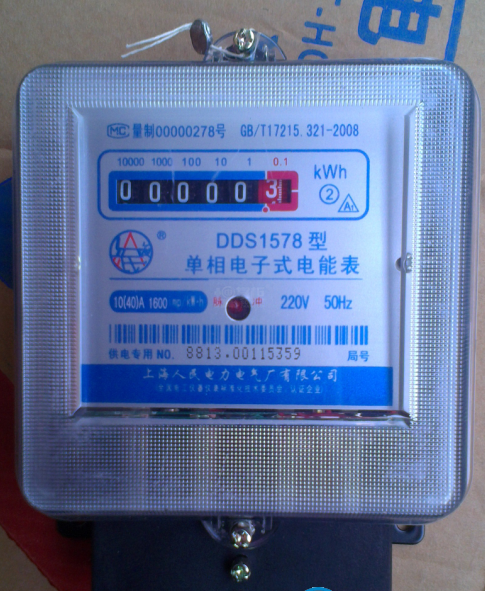 MC 量制00000278号 GB/T17215.321-2008
10000 1000 100 10 1 0.1
0 0 0 0 0 3 kWh
2
DDS1578 型
单相电子式电能表
10(40)A 1600 imp/kW·h 220V 50Hz
供电专用 NO. 8813.00115359 局号
上海人民电力电气厂有限公司